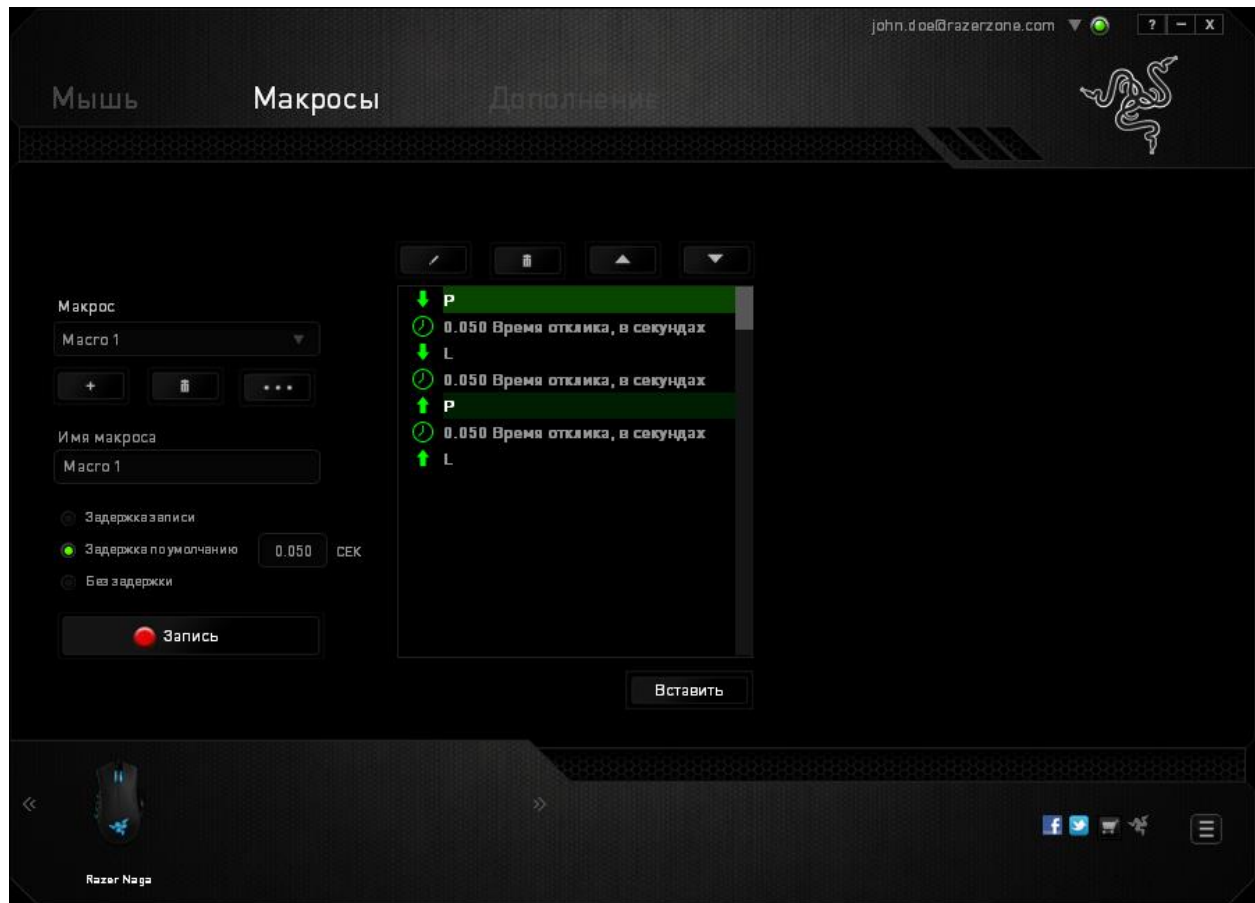 john.doe@razerzone.com
? – X
Мышь Макросы Дополнение
Макрос
Macro 1
+ ...
Имя макроса
Macro 1
Задержка записи
Задержка по умолчанию 0.050 СЕК
Без задержки
Запись
P
0.050 Время отклика, в секундах
L
0.050 Время отклика, в секундах
P
0.050 Время отклика, в секундах
L
Вставить
Razer Naga